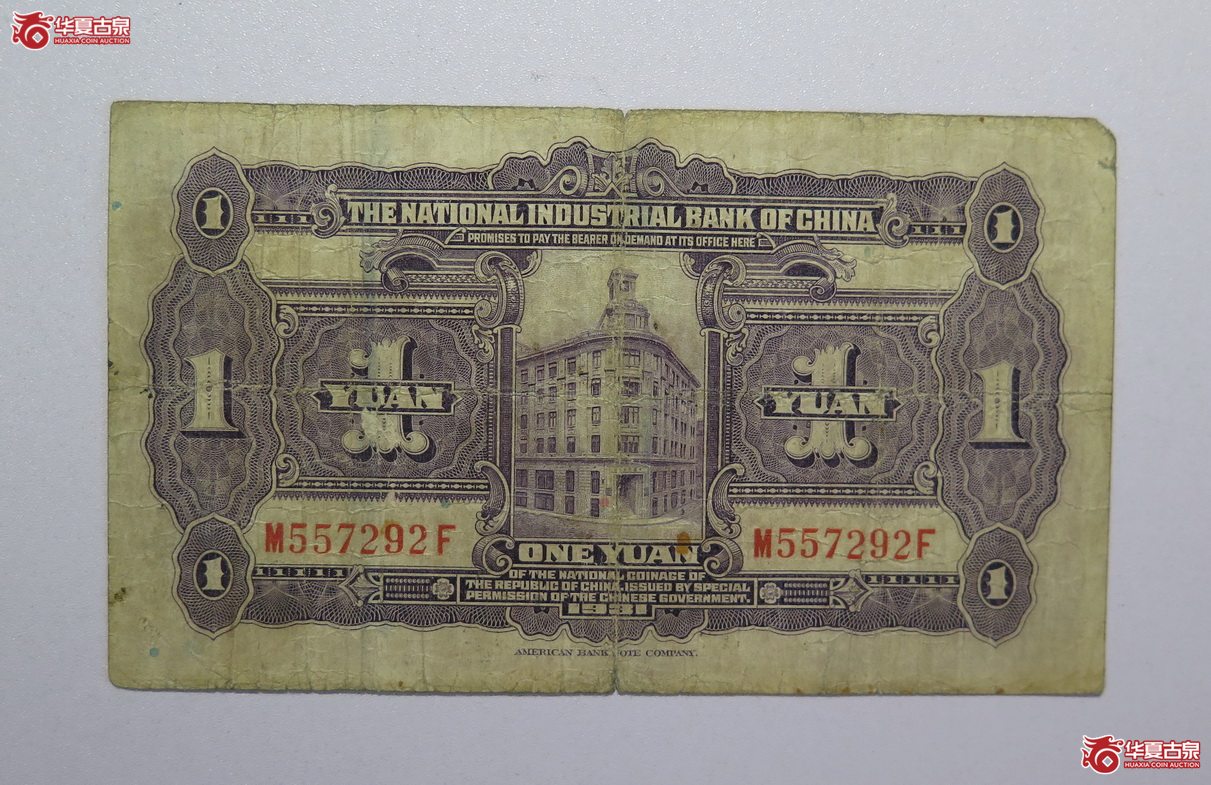 华夏古泉
HUAXIA COIN AUCTION
1 1
THE NATIONAL INDUSTRIAL BANK OF CHINA
PROMISES TO PAY THE BEARER ON DEMAND AT ITS OFFICE HERE
1 1 1 1
YUAN YUAN
M557292F M557292F
ONE YUAN
OF THE NATIONAL COINAGE OF
THE REPUBLIC OF CHINA. ISSUED BY SPECIAL
PERMISSION OF THE CHINESE GOVERNMENT.
1931
1 1
AMERICAN BANK NOTE COMPANY.
华夏古泉
HUAXIA COIN AUCTION